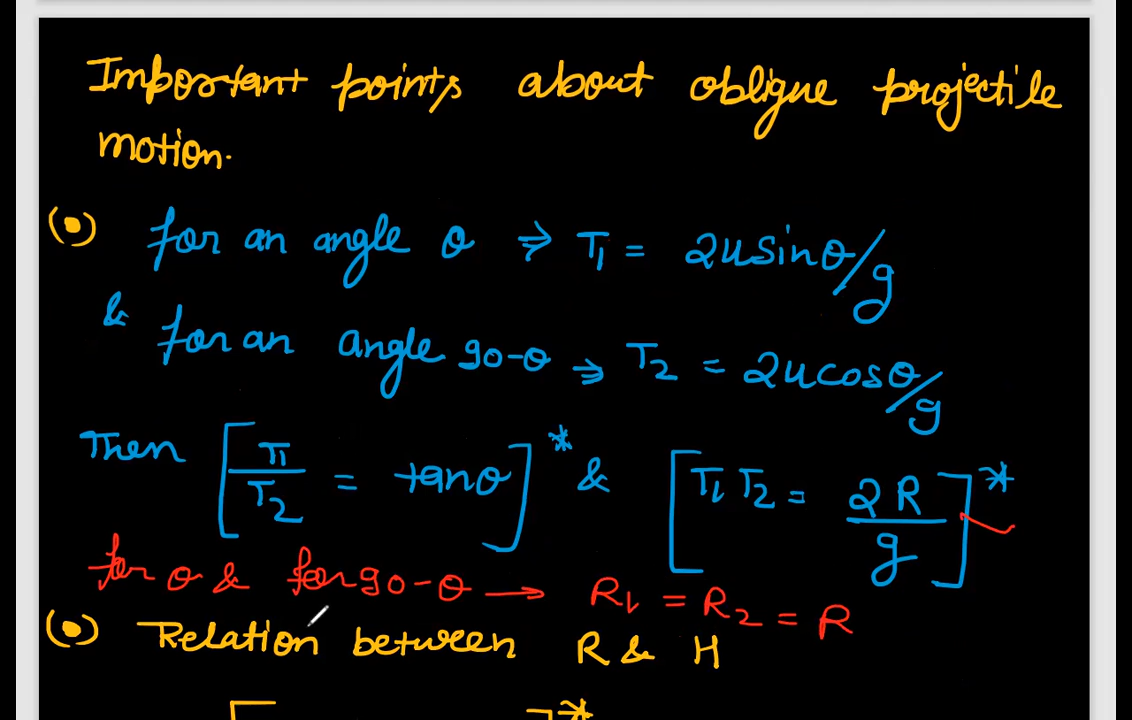 Important points about oblique projectile
motion.
(•) for an angle θ ⇒ T₁ = 2usinθ/g
& for an angle 90-θ ⇒ T₂ = 2ucosθ/g
Then [T₁/T₂ = tanθ]* & [T₁T₂ = 2R/g]*
for θ & for 90-θ → R₁ = R₂ = R
(•) Relation between R & H